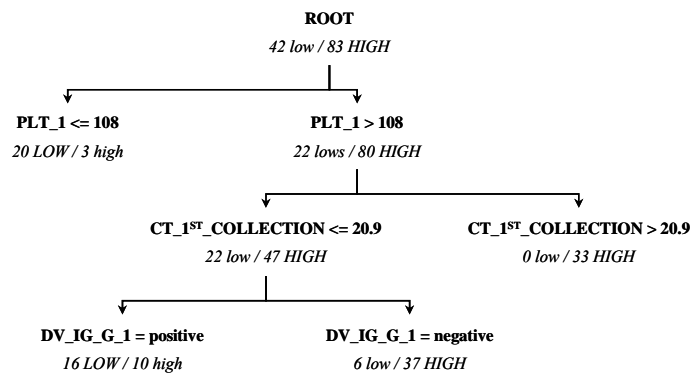 ROOT
42 low / 83 HIGH
PLT_1 <= 108
PLT_1 > 108
20 LOW / 3 high
22 lows / 80 HIGH
CT_1ST_COLLECTION <= 20.9
CT_1ST_COLLECTION > 20.9
22 low / 47 HIGH
0 low / 33 HIGH
DV_IG_G_1 = positive
DV_IG_G_1 = negative
16 LOW / 10 high
6 low / 37 HIGH